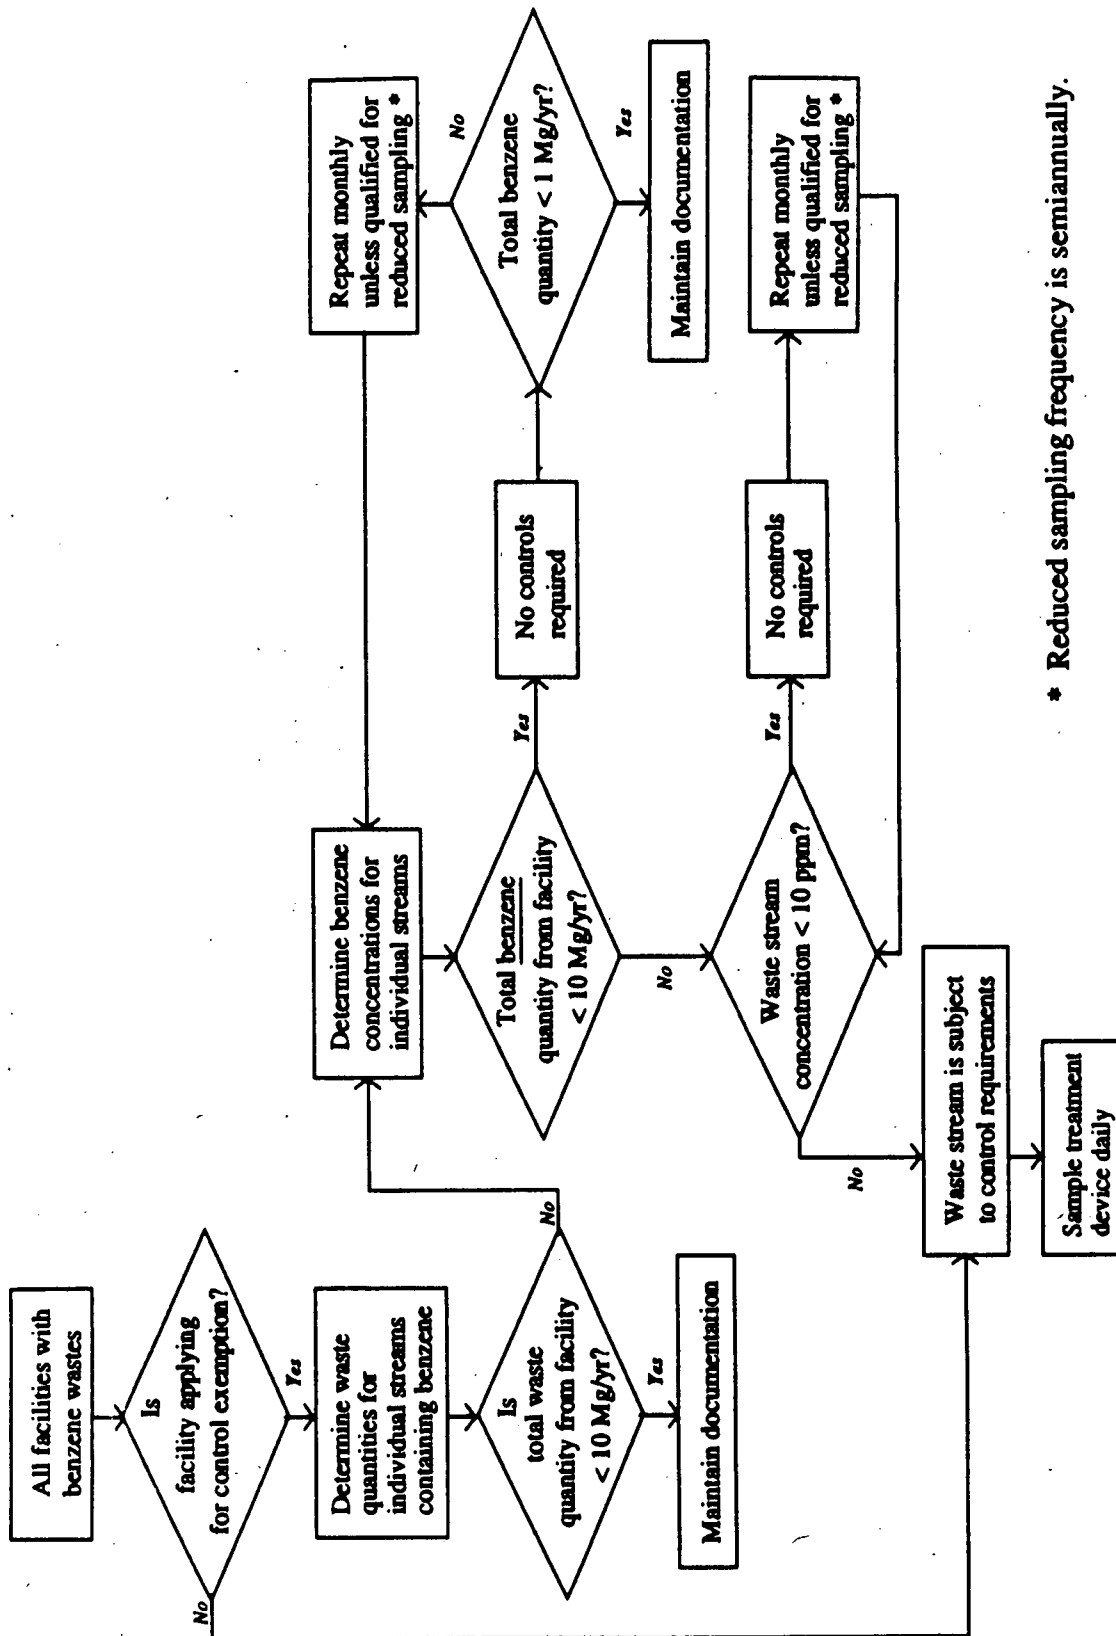 All facilities with
benzene wastes
Is
facility applying
for control exemption?
No
Yes
Determine waste
quantities for
individual streams
containing benzene
Is
total waste
quantity from facility
< 10 Mg/yr?
No
Yes
Maintain documentation
Determine benzene
concentrations for
individual streams
Total benzene
quantity from facility
< 10 Mg/yr?
Yes
No
No controls
required
Total benzene
quantity < 1 Mg/yr?
No
Yes
Repeat monthly
unless qualified for
reduced sampling *
Maintain documentation
Waste stream
concentration < 10 ppm?
Yes
No
No controls
required
Repeat monthly
unless qualified for
reduced sampling *
Waste stream is subject
to control requirements
Sample treatment
device daily
* Reduced sampling frequency is semiannually.